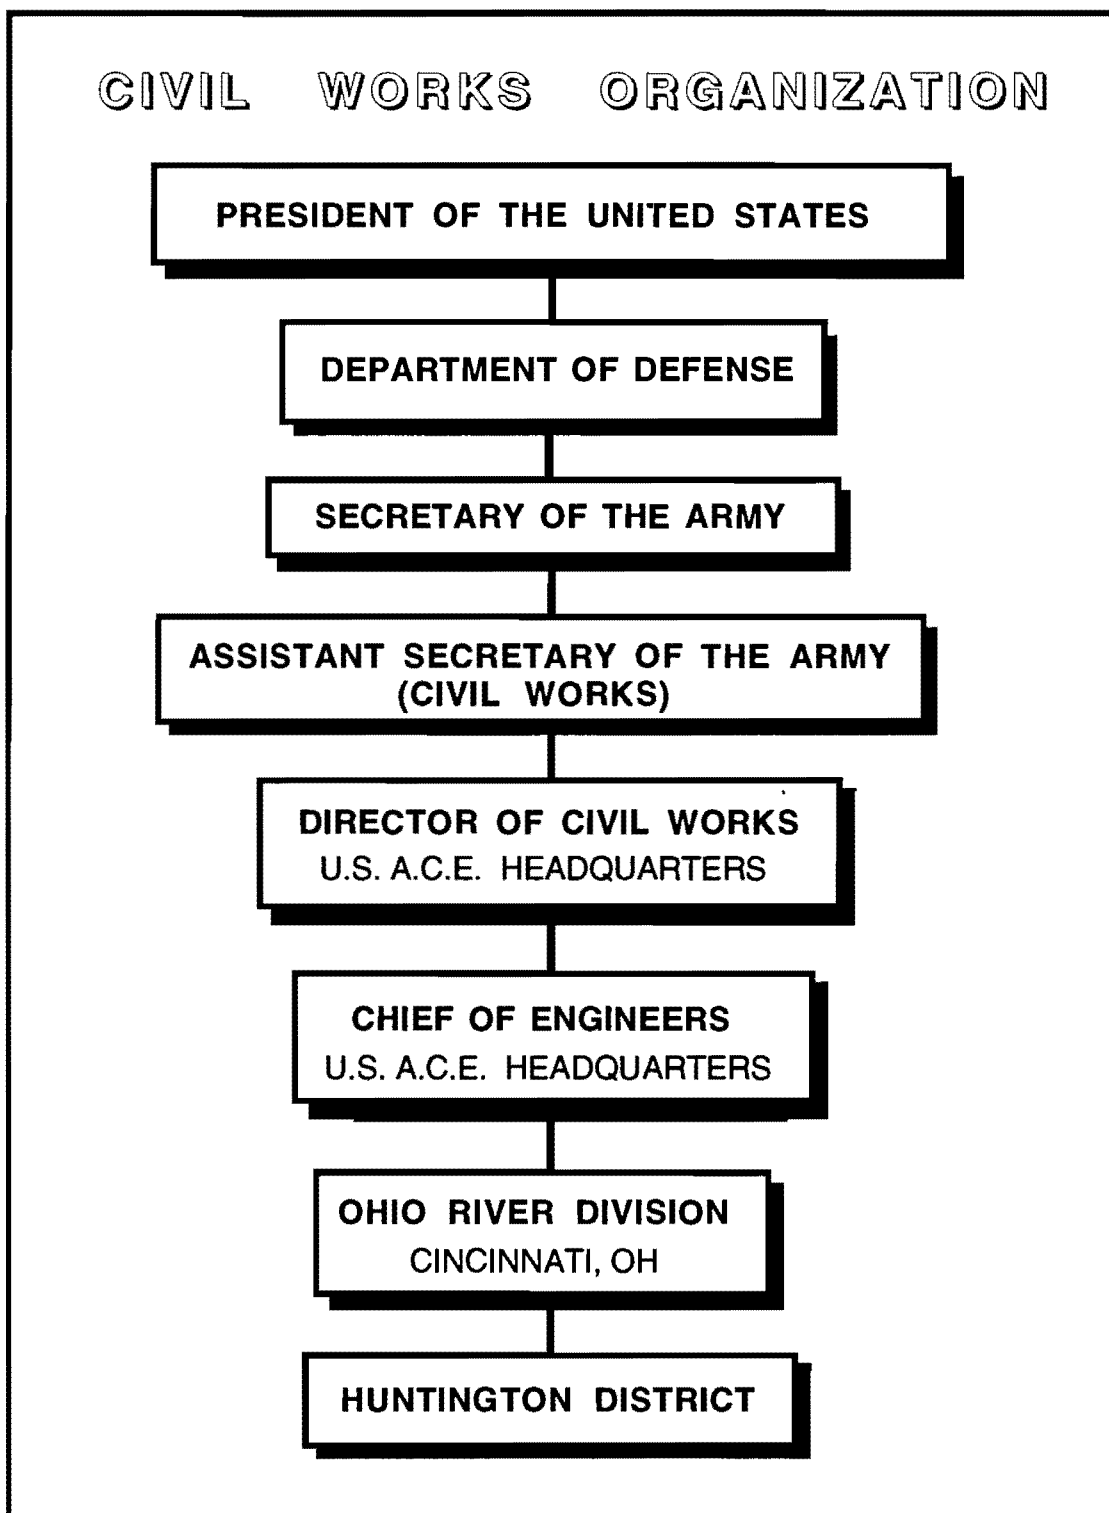 CIVIL WORKS ORGANIZATION
PRESIDENT OF THE UNITED STATES
DEPARTMENT OF DEFENSE
SECRETARY OF THE ARMY
ASSISTANT SECRETARY OF THE ARMY
(CIVIL WORKS)
DIRECTOR OF CIVIL WORKS
U.S. A.C.E. HEADQUARTERS
CHIEF OF ENGINEERS
U.S. A.C.E. HEADQUARTERS
OHIO RIVER DIVISION
CINCINNATI, OH
HUNTINGTON DISTRICT